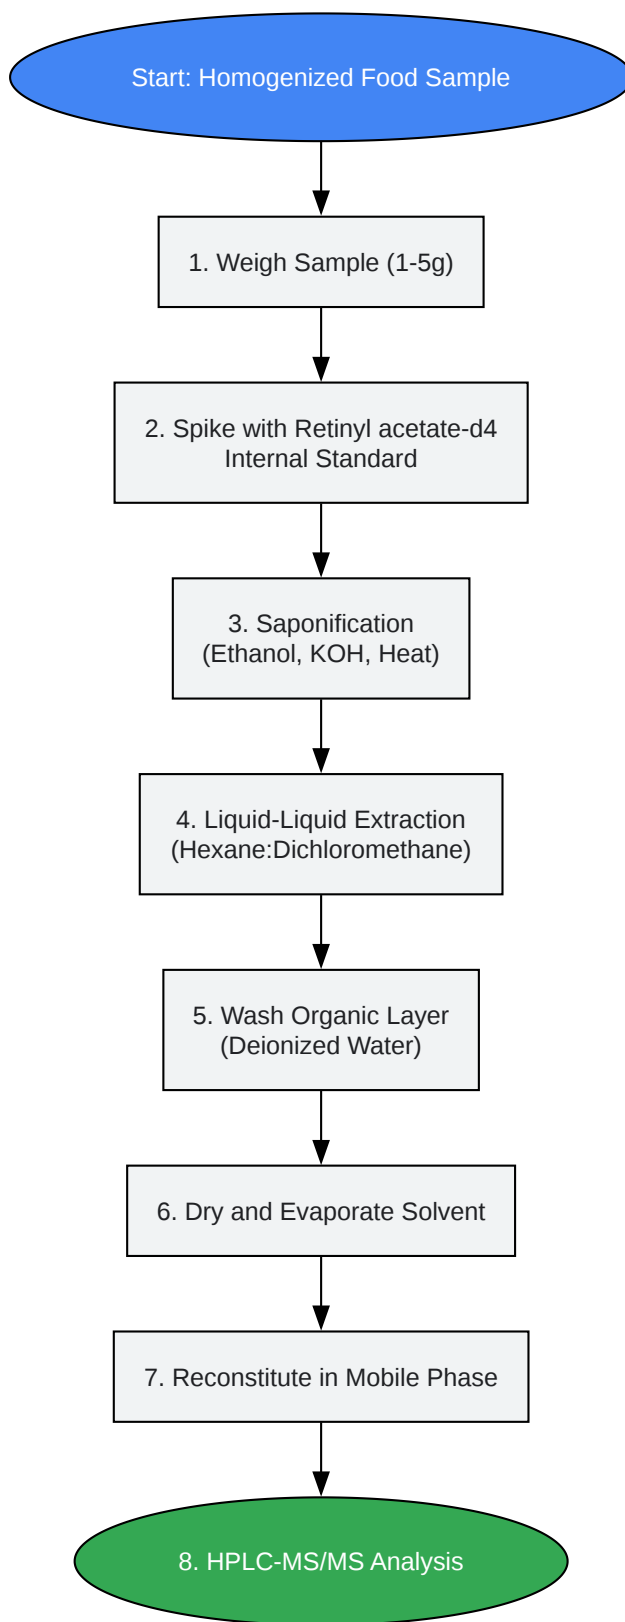 Start: Homogenized Food Sample
1. Weigh Sample (1-5g)
2. Spike with Retinyl acetate-d4
Internal Standard
3. Saponification
(Ethanol, KOH, Heat)
4. Liquid-Liquid Extraction
(Hexane:Dichloromethane)
5. Wash Organic Layer
(Deionized Water)
6. Dry and Evaporate Solvent
7. Reconstitute in Mobile Phase
8. HPLC-MS/MS Analysis